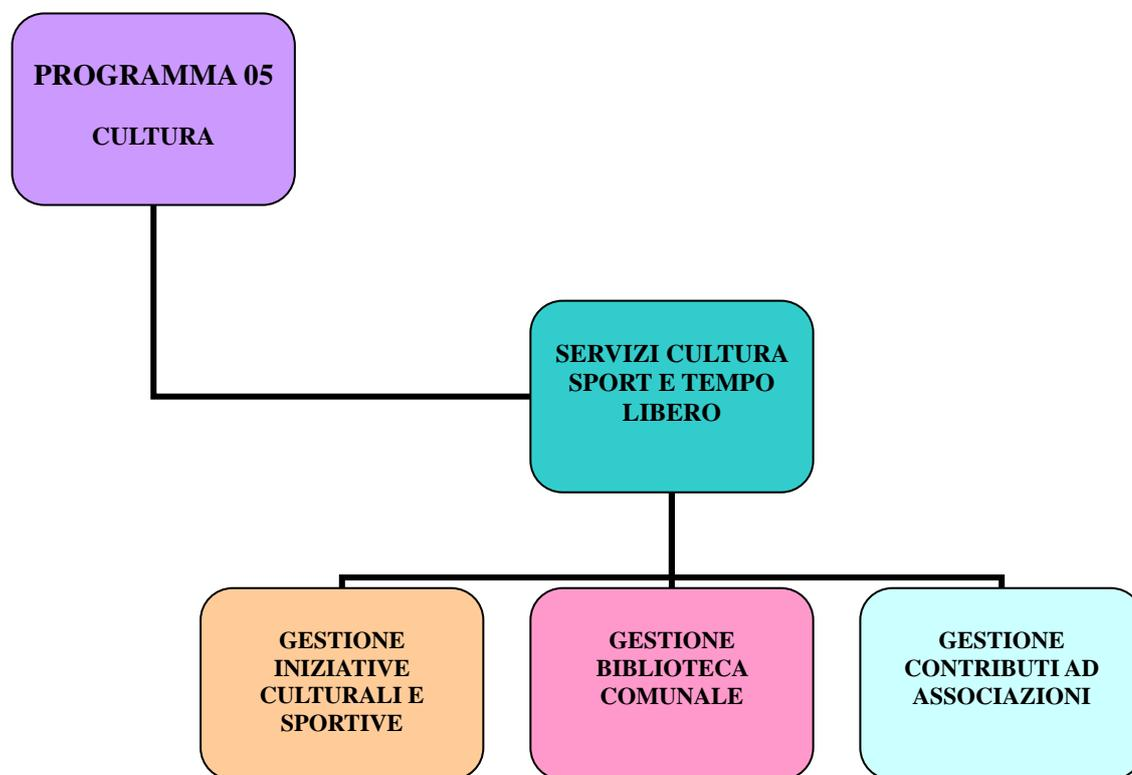 PROGRAMMA 05
CULTURA
SERVIZI CULTURA
SPORT E TEMPO
LIBERO
GESTIONE
INIZIATIVE
CULTURALI E
SPORTIVE
GESTIONE
BIBLIOTECA
COMUNALE
GESTIONE
CONTRIBUTI AD
ASSOCIAZIONI